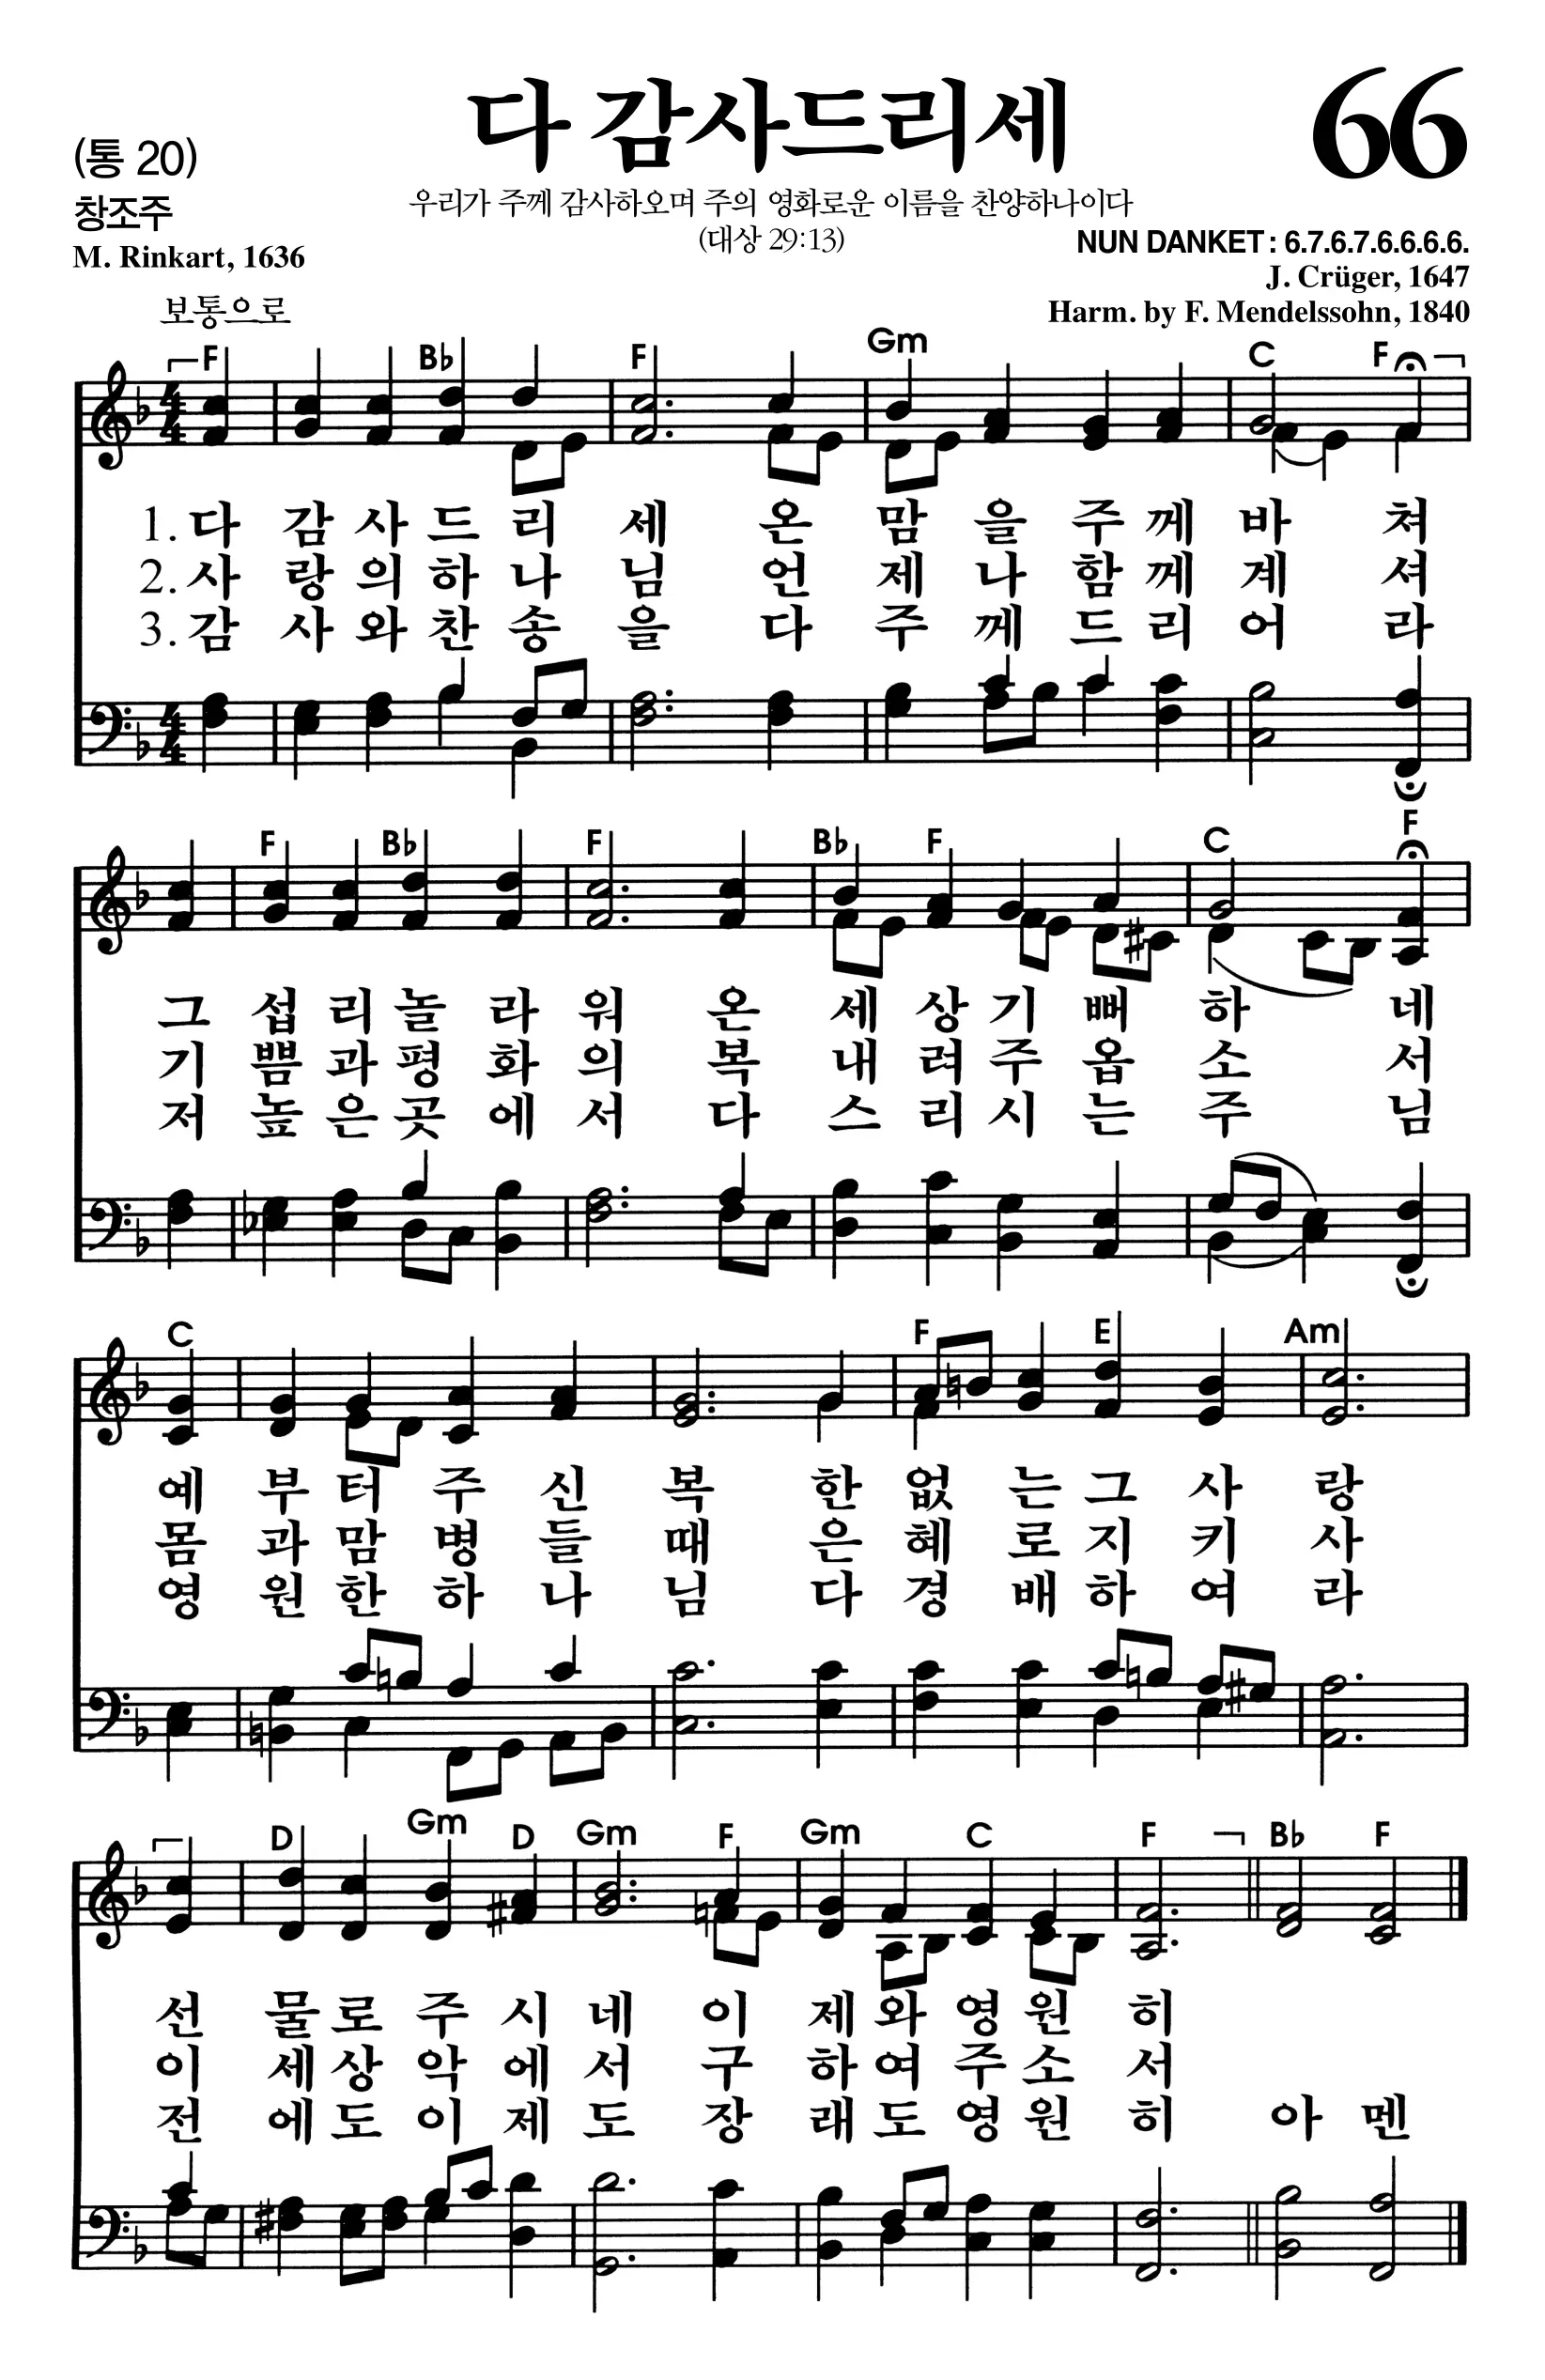 다 감사드리세
66
(통 20)
창조주
M. Rinkart, 1636
우리가 주께 감사하오며 주의 영화로운 이름을 찬양하나이다
(대상 29:13)
NUN DANKET : 6.7.6.7.6.6.6.6.
J. Crüger, 1647
Harm. by F. Mendelssohn, 1840
보통으로
F B♭ F Gm C F
4 4
1. 다 감 사 드 리 세 온 맘 을 주 께 바 쳐
2. 사 랑 의 하 나 님 언 제 나 함 께 계 셔
3. 감 사 와 찬 송 을 다 주 께 드 리 어 라
4 4
F B♭ F B♭ F C F
그 섭 리 놀 라 워 온 세 상 기 뻐 하 네
기 쁨 과 평 화 의 복 내 려 주 옵 소 서
저 높 은 곳 에 서 다 스 리 시 는 주 님
C F E Am
예 부 터 주 신 복 한 없 는 그 사 랑
몸 과 맘 병 들 때 은 혜 로 지 키 사
영 원 한 하 나 님 다 경 배 하 여 라
D Gm D Gm F Gm C F B♭ F
선 물 로 주 시 네 이 제 와 영 원 히
이 세 상 악 에 서 구 하 여 주 소 서
전 에 도 이 제 도 장 래 도 영 원 히 아 멘